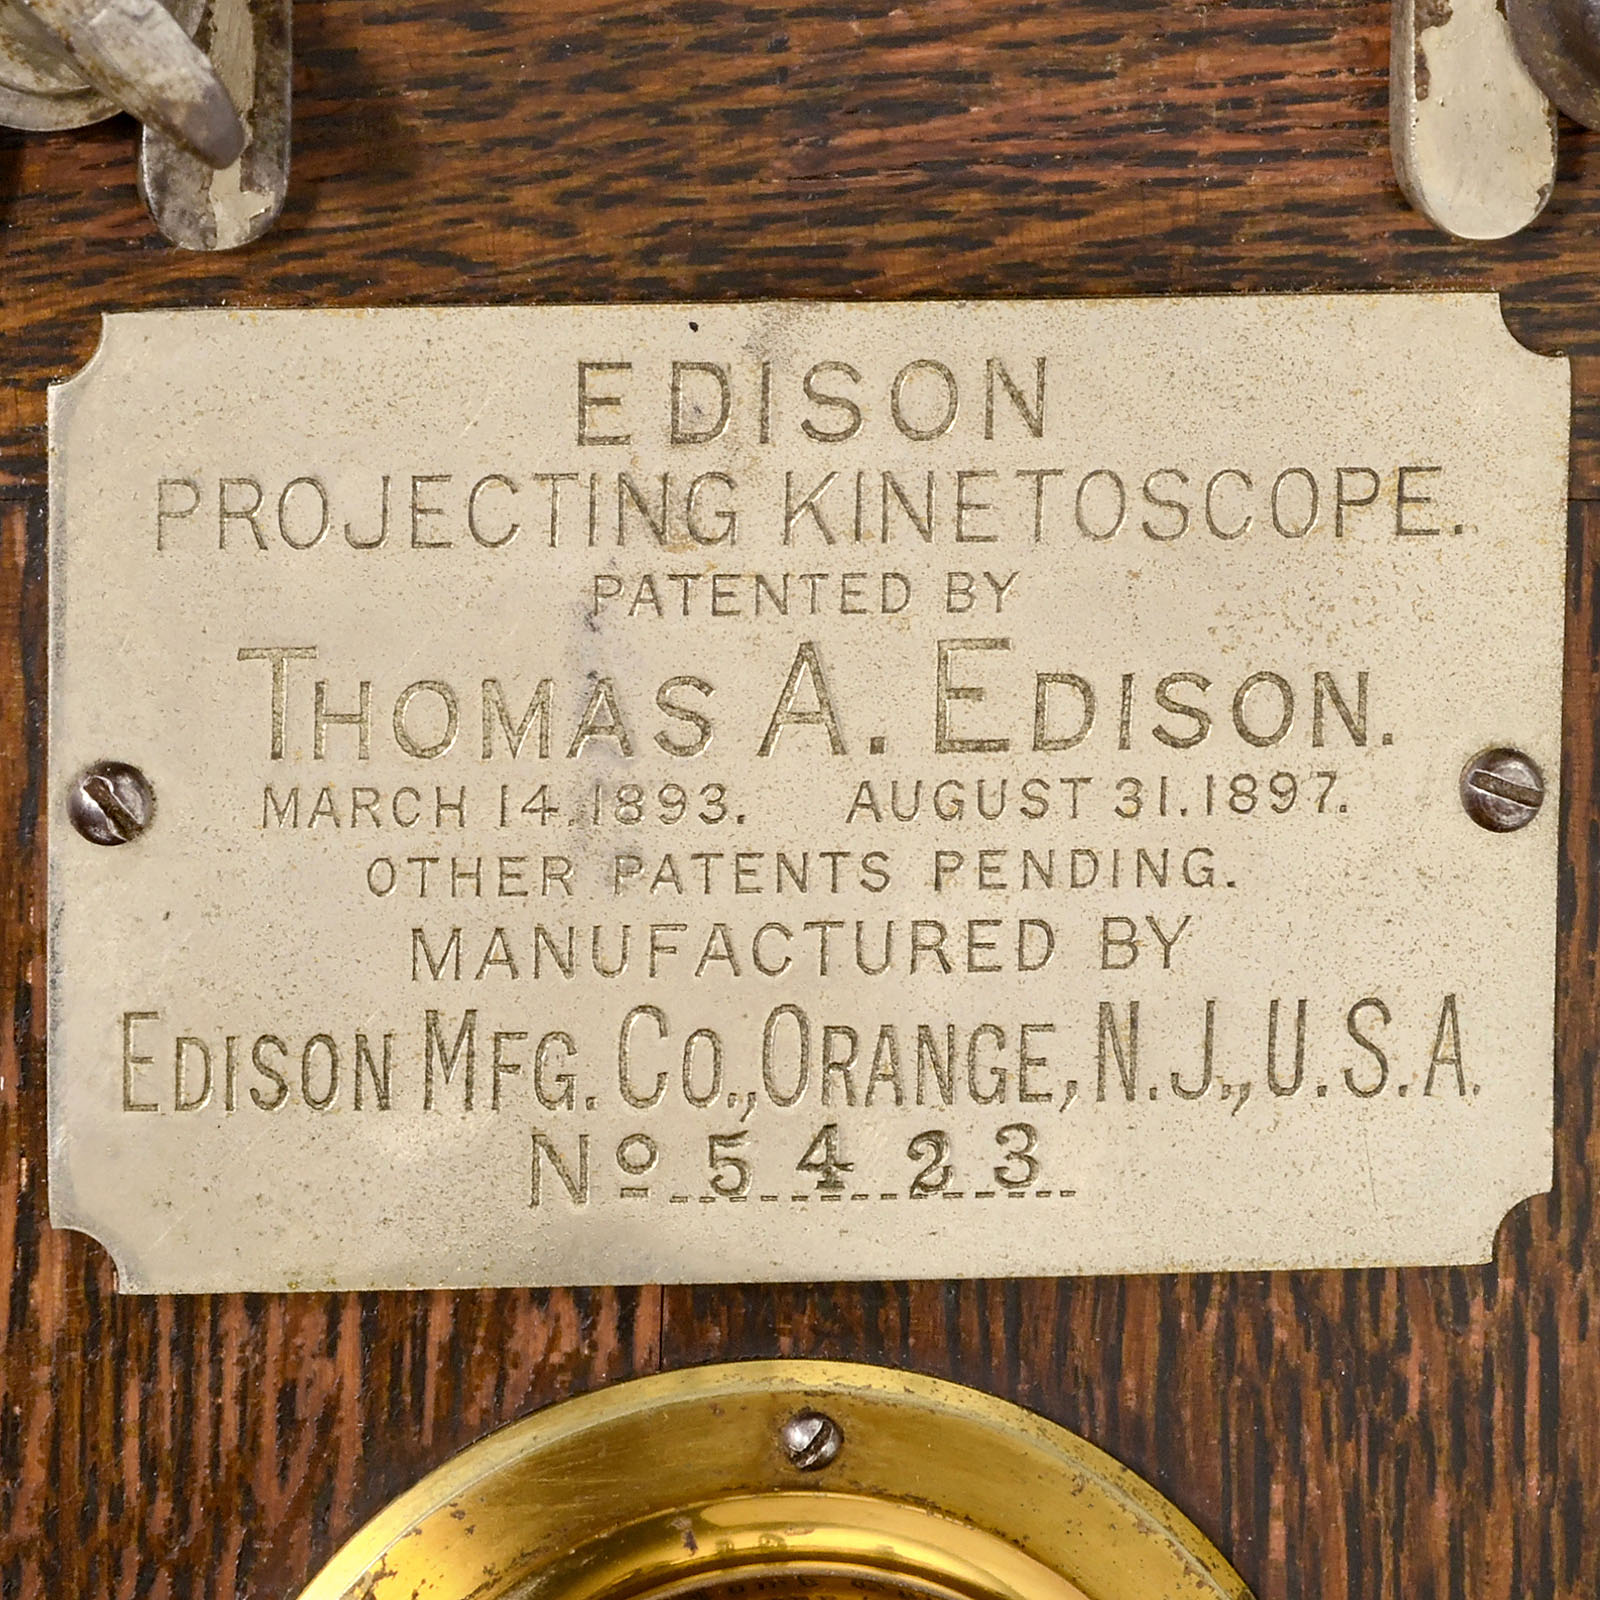 EDISON
PROJECTING KINETOSCOPE.
PATENTED BY
THOMAS A. EDISON.
MARCH 14.1893. AUGUST 31.1897.
OTHER PATENTS PENDING.
MANUFACTURED BY
EDISON MFG. CO., ORANGE, N.J., U.S.A.
Nº 5423